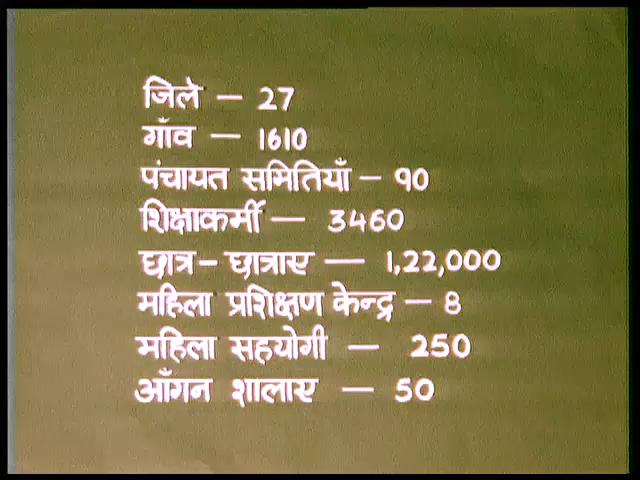 जिले — 27
गाँव — 1610
पंचायत समितियाँ — 90
शिक्षाकर्मी — 3460
छात्र - छात्राएं — 1,22,000
महिला प्रशिक्षण केन्द्र — 8
महिला सहयोगी — 250
आँगन शालाएं — 50